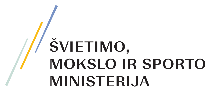 ŠVIETIMO,
MOKSLO IR SPORTO
MINISTERIJA